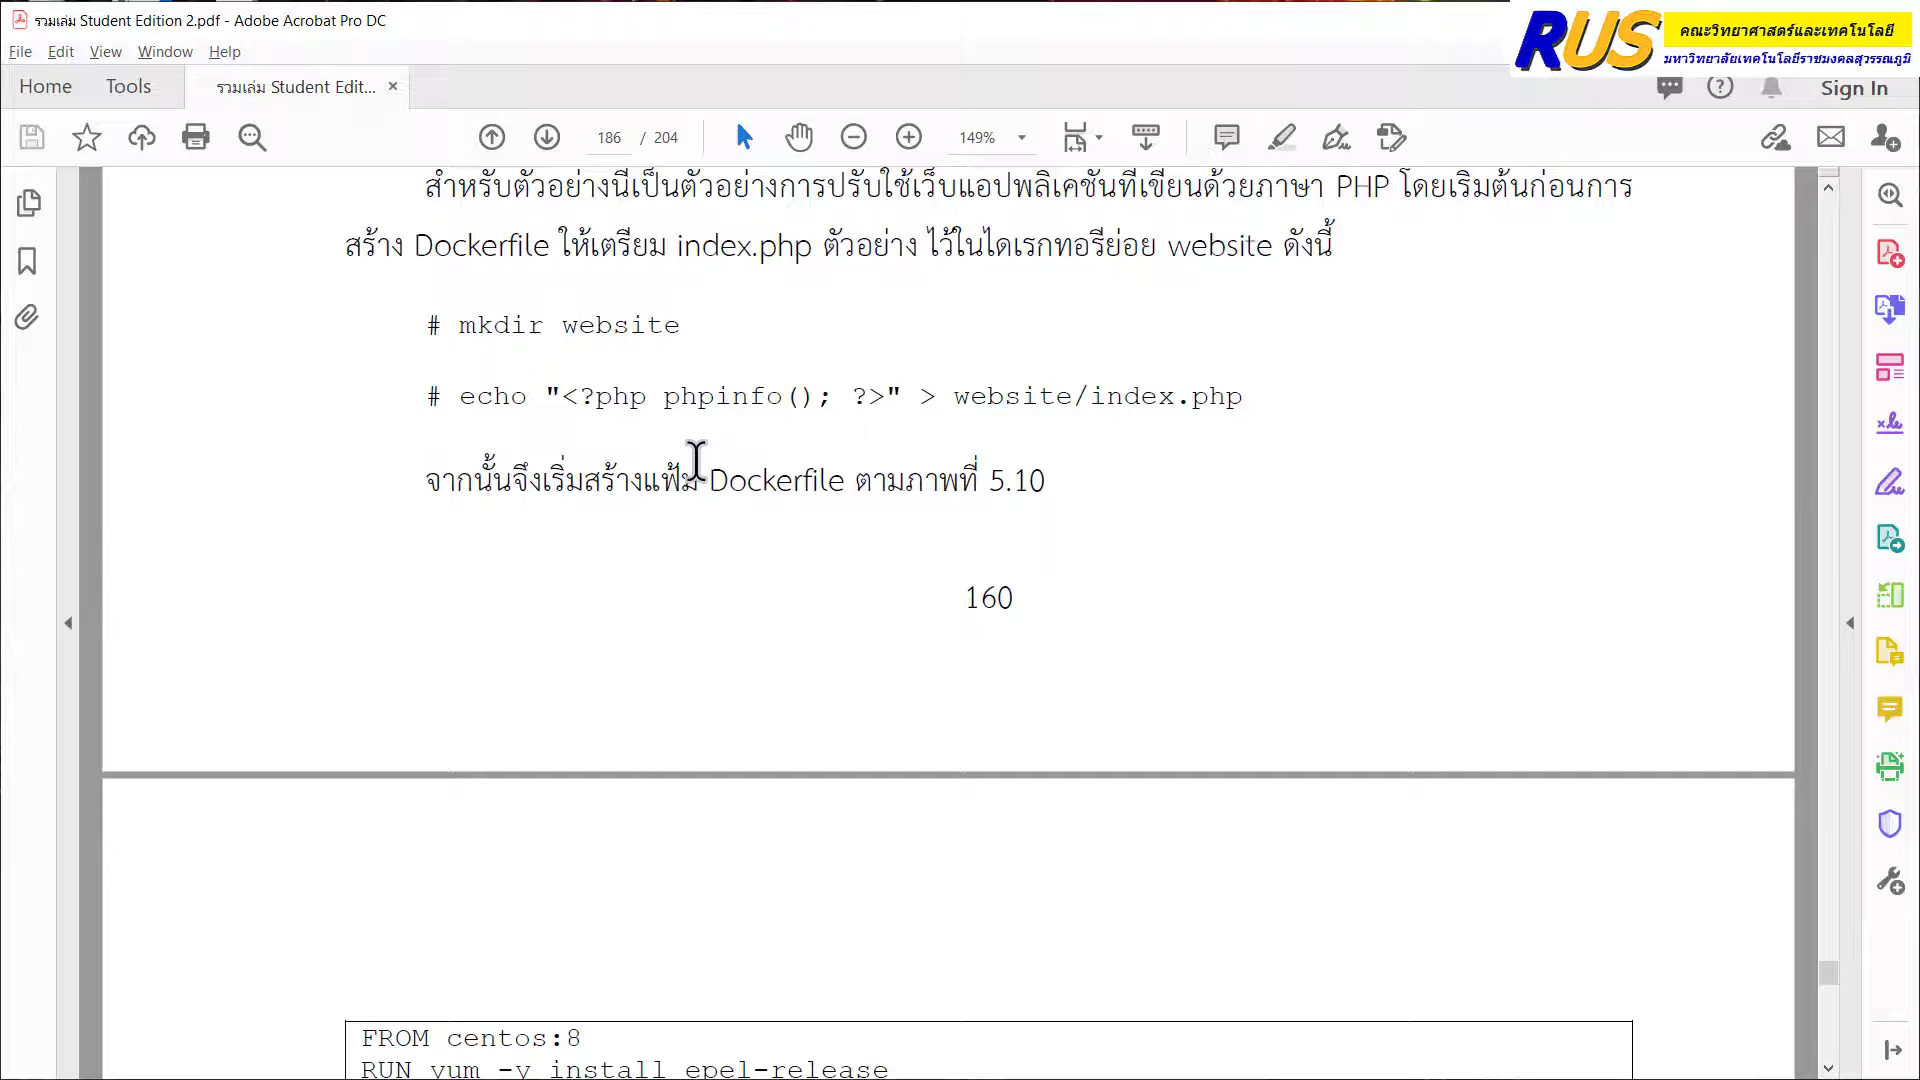 รวมเล่ม Student Edition 2.pdf - Adobe Acrobat Pro DC
RUS คณะวิทยาศาสตร์และเทคโนโลยี
มหาวิทยาลัยเทคโนโลยีราชมงคลสุวรรณภูมิ
File Edit View Window Help
Home Tools รวมเล่ม Student Edit... × Sign In
186 / 204 149%
สำหรับตัวอย่างนี้เป็นตัวอย่างการปรับใช้เว็บแอปพลิเคชันที่เขียนด้วยภาษา PHP โดยเริ่มต้นก่อนการ
สร้าง Dockerfile ให้เตรียม index.php ตัวอย่าง ไว้ในไดเรกทอรีย่อย website ดังนี้
# mkdir website
# echo "<?php phpinfo(); ?>" > website/index.php
จากนั้นจึงเริ่มสร้างแฟ้ม Dockerfile ตามภาพที่ 5.10
160
FROM centos:8
RUN yum -y install epel-release